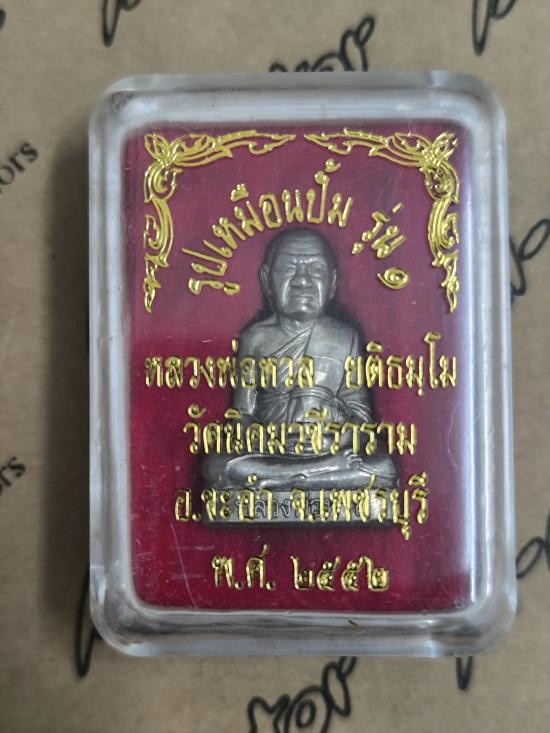 รูปเหมือนปั้ม รุ่น ๑
หลวงพ่อทวล ยติธมฺโม
วัดนิคมวชิราราม
อ.ชะอำ จ.เพชรบุรี
พ.ศ. ๒๕๕๒
ors